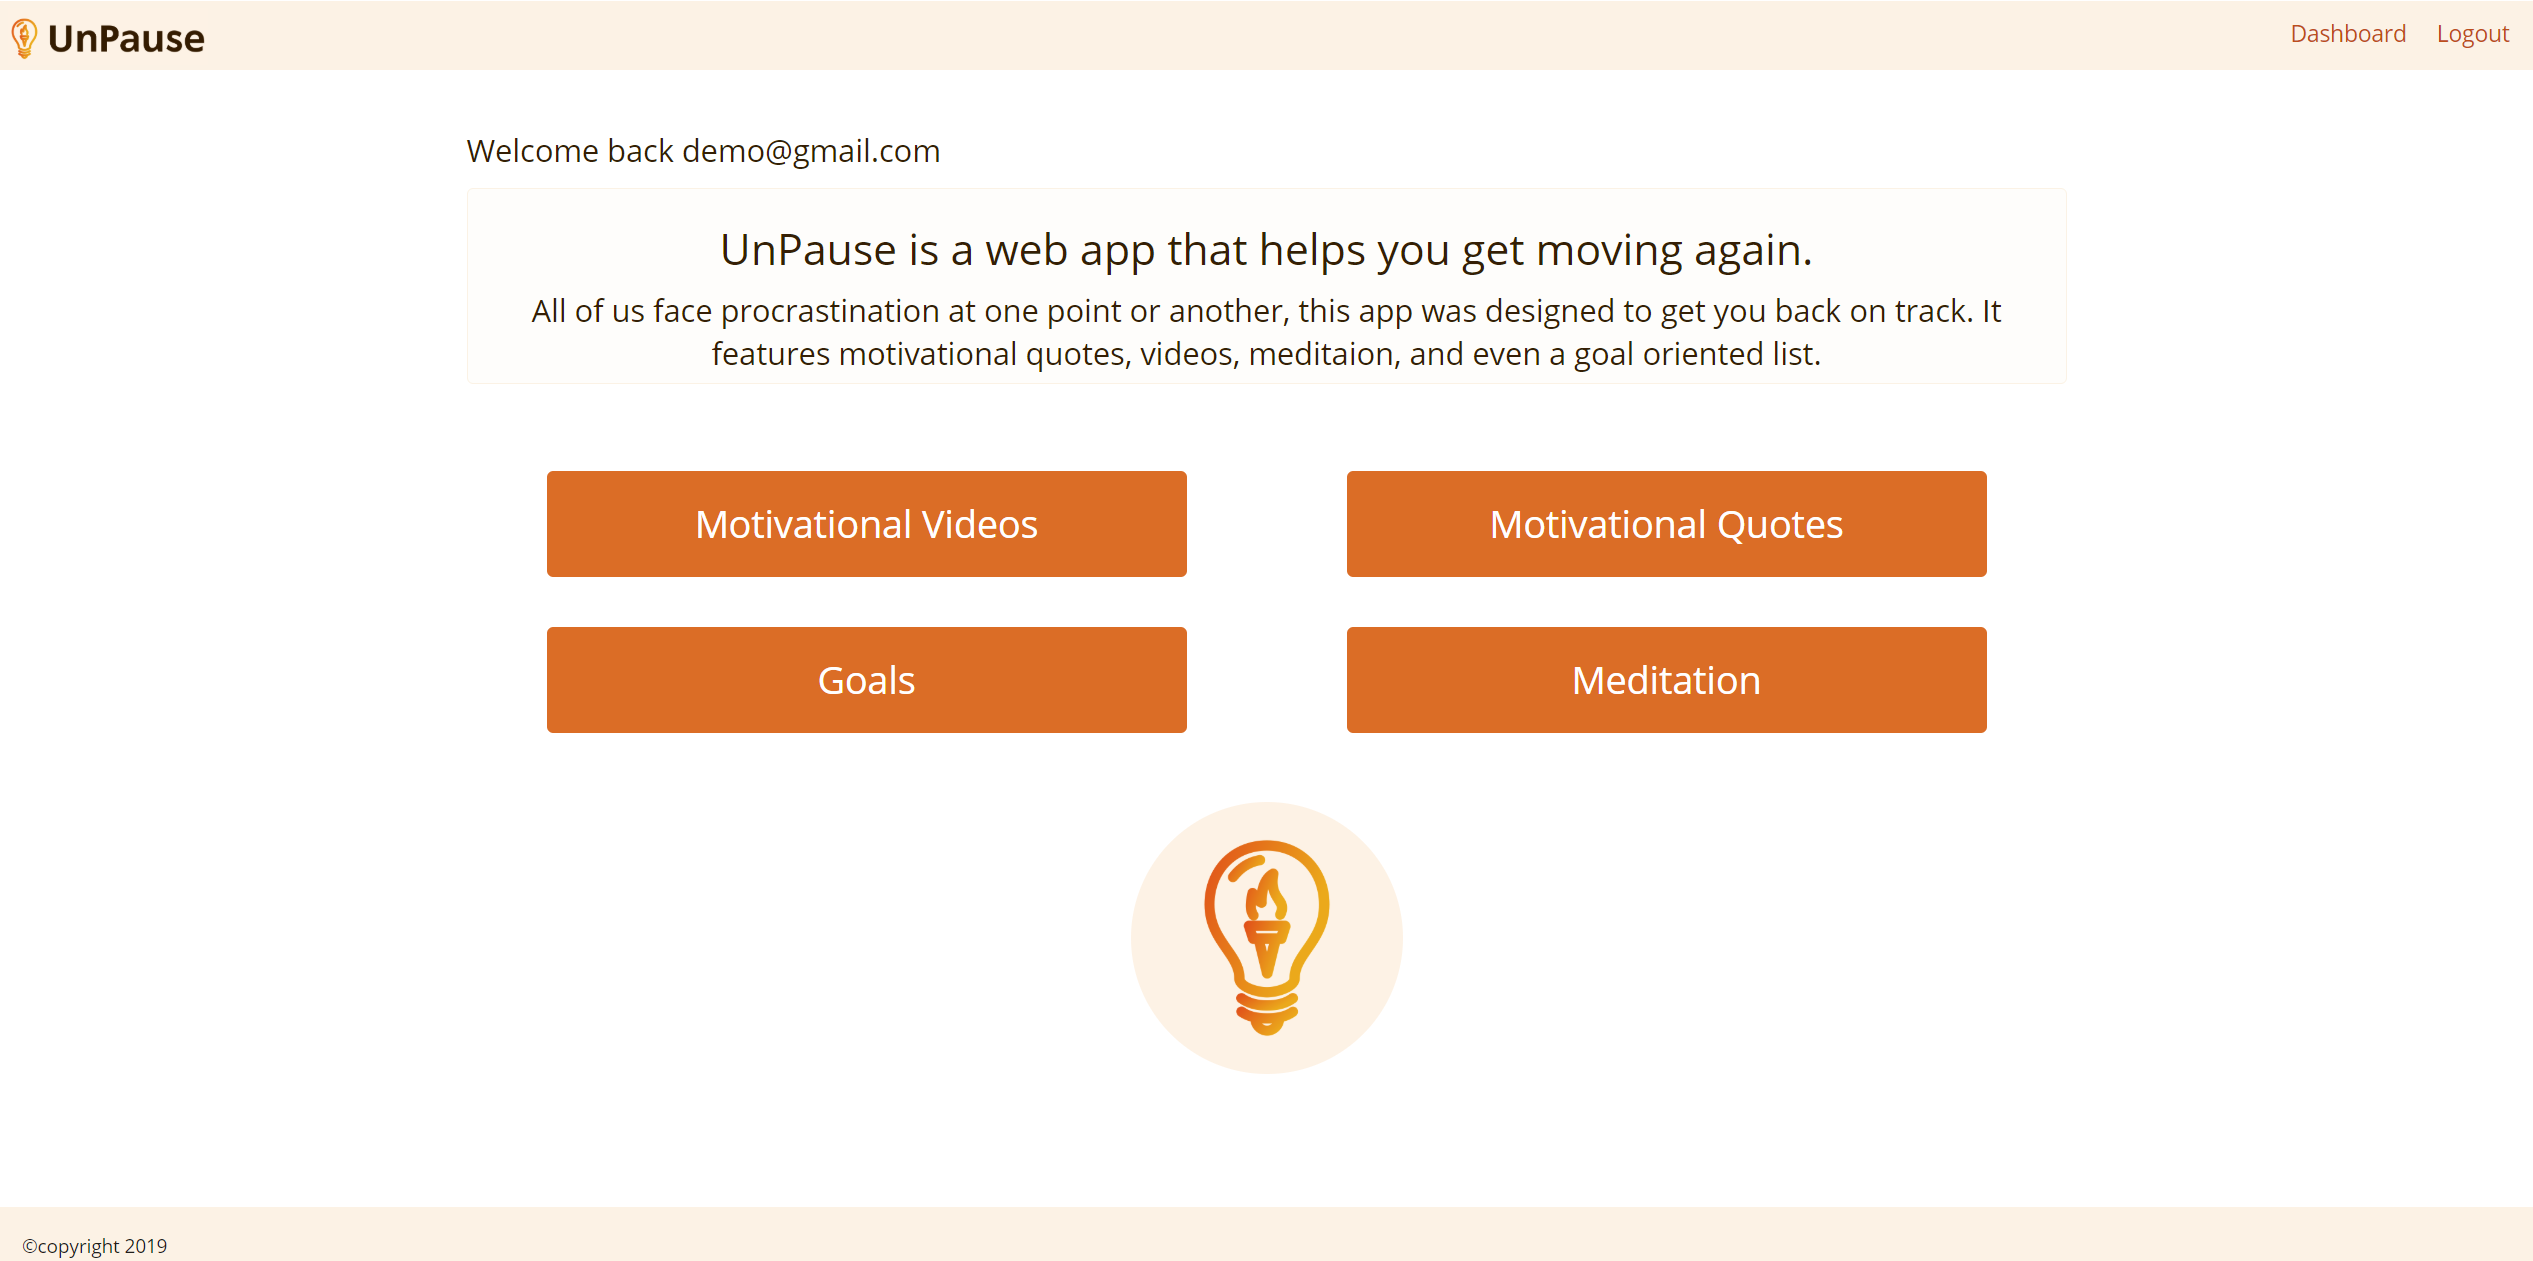 UnPause
Dashboard Logout
Welcome back demo@gmail.com
UnPause is a web app that helps you get moving again.
All of us face procrastination at one point or another, this app was designed to get you back on track. It
features motivational quotes, videos, meditaion, and even a goal oriented list.
Motivational Videos
Motivational Quotes
Goals
Meditation
©copyright 2019